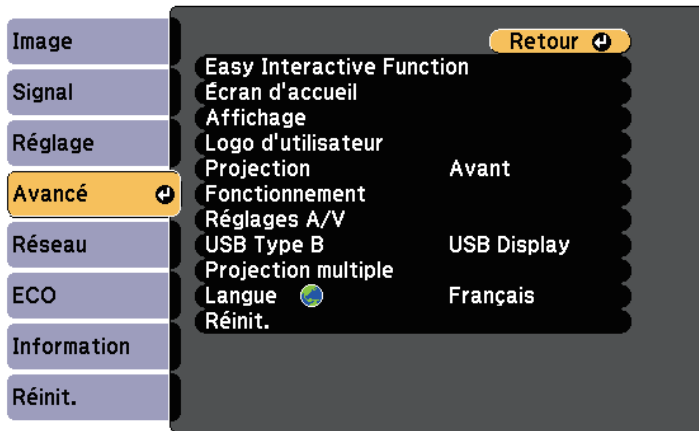 Image
Signal
Réglage
Avancé
Réseau
ECO
Information
Réinit.
Retour
Easy Interactive Function
Écran d'accueil
Affichage
Logo d'utilisateur
Projection Avant
Fonctionnement
Réglages A/V
USB Type B USB Display
Projection multiple
Langue Français
Réinit.